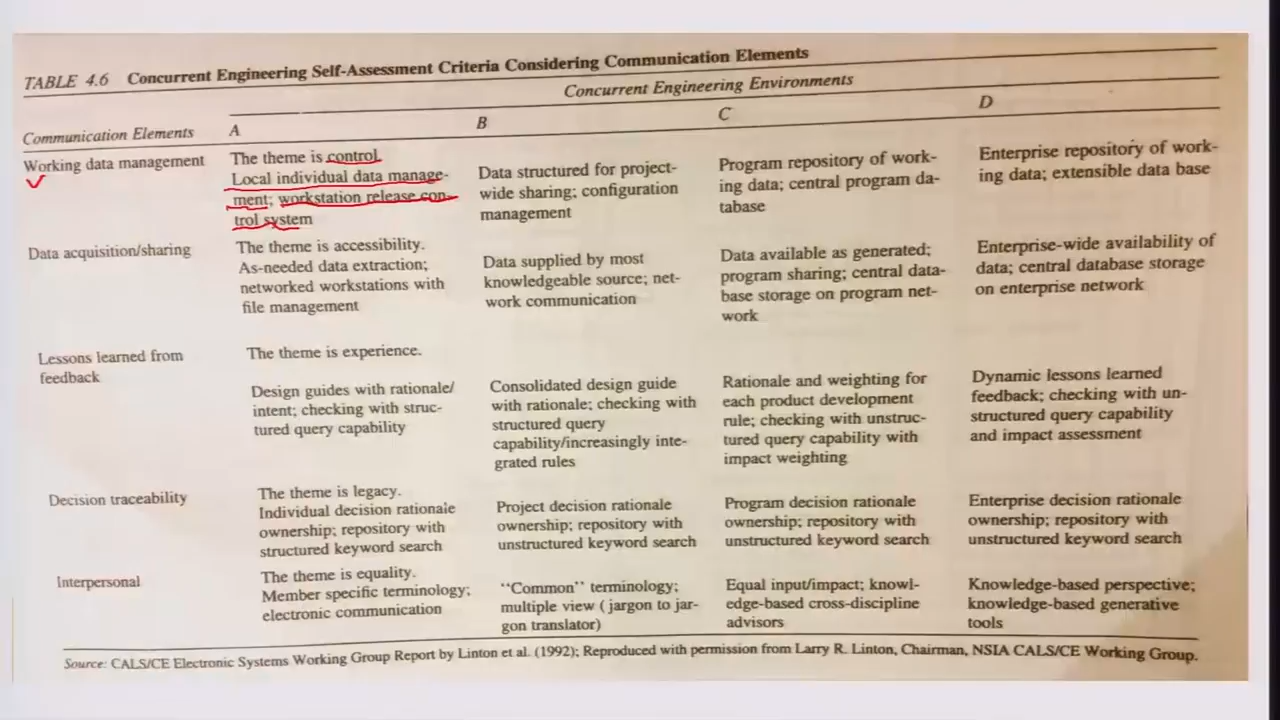 TABLE 4.6 Concurrent Engineering Self-Assessment Criteria Considering Communication Elements
Concurrent Engineering Environments
Communication Elements A B C D
Working data management
The theme is control.
Local individual data manage-
ment; workstation release con-
trol system
Data structured for project-
wide sharing; configuration
management
Program repository of work-
ing data; central program da-
tabase
Enterprise repository of work-
ing data; extensible data base
Data acquisition/sharing
The theme is accessibility.
As-needed data extraction;
networked workstations with
file management
Data supplied by most
knowledgeable source; net-
work communication
Data available as generated;
program sharing; central data-
base storage on program net-
work
Enterprise-wide availability of
data; central database storage
on enterprise network
Lessons learned from
feedback
The theme is experience.
Design guides with rationale/
intent; checking with struc-
tured query capability
Consolidated design guide
with rationale; checking with
structured query
capability/increasingly inte-
grated rules
Rationale and weighting for
each product development
rule; checking with unstruc-
tured query capability with
impact weighting
Dynamic lessons learned
feedback; checking with un-
structured query capability
and impact assessment
Decision traceability
The theme is legacy.
Individual decision rationale
ownership; repository with
structured keyword search
Project decision rationale
ownership; repository with
unstructured keyword search
Program decision rationale
ownership; repository with
unstructured keyword search
Enterprise decision rationale
ownership; repository with
unstructured keyword search
Interpersonal
The theme is equality.
Member specific terminology;
electronic communication
“Common” terminology;
multiple view (jargon to jar-
gon translator)
Equal input/impact; knowl-
edge-based cross-discipline
advisors
Knowledge-based perspective;
knowledge-based generative
tools
Source: CALS/CE Electronic Systems Working Group Report by Linton et al. (1992); Reproduced with permission from Larry R. Linton, Chairman, NSIA CALS/CE Working Group.